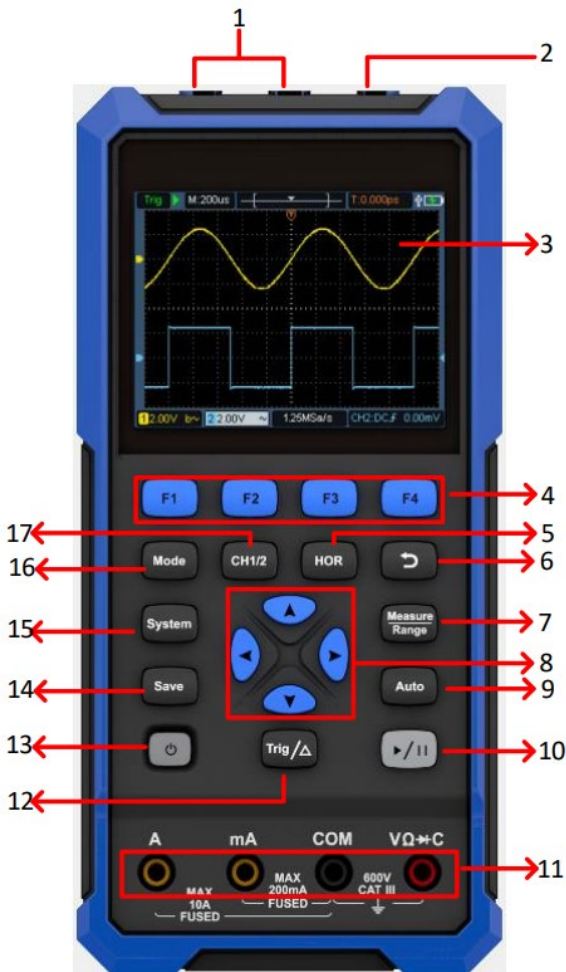 1
2
Trig M:200us T:0.000ps
T
3
1 2.00V 2 2.00V ~ 1.25MSa/s CH2:DC 0.00mV
F1 F2 F3 F4
4
17
5
Mode CH1/2 HOR
16
6
System Measure
Range
15
7
8
Save Auto
14
9
13
10
Trig/△ ▶/II
12
A mA COM VΩC
11
MAX
200mA
FUSED
600V
CAT III
MAX
10A
FUSED